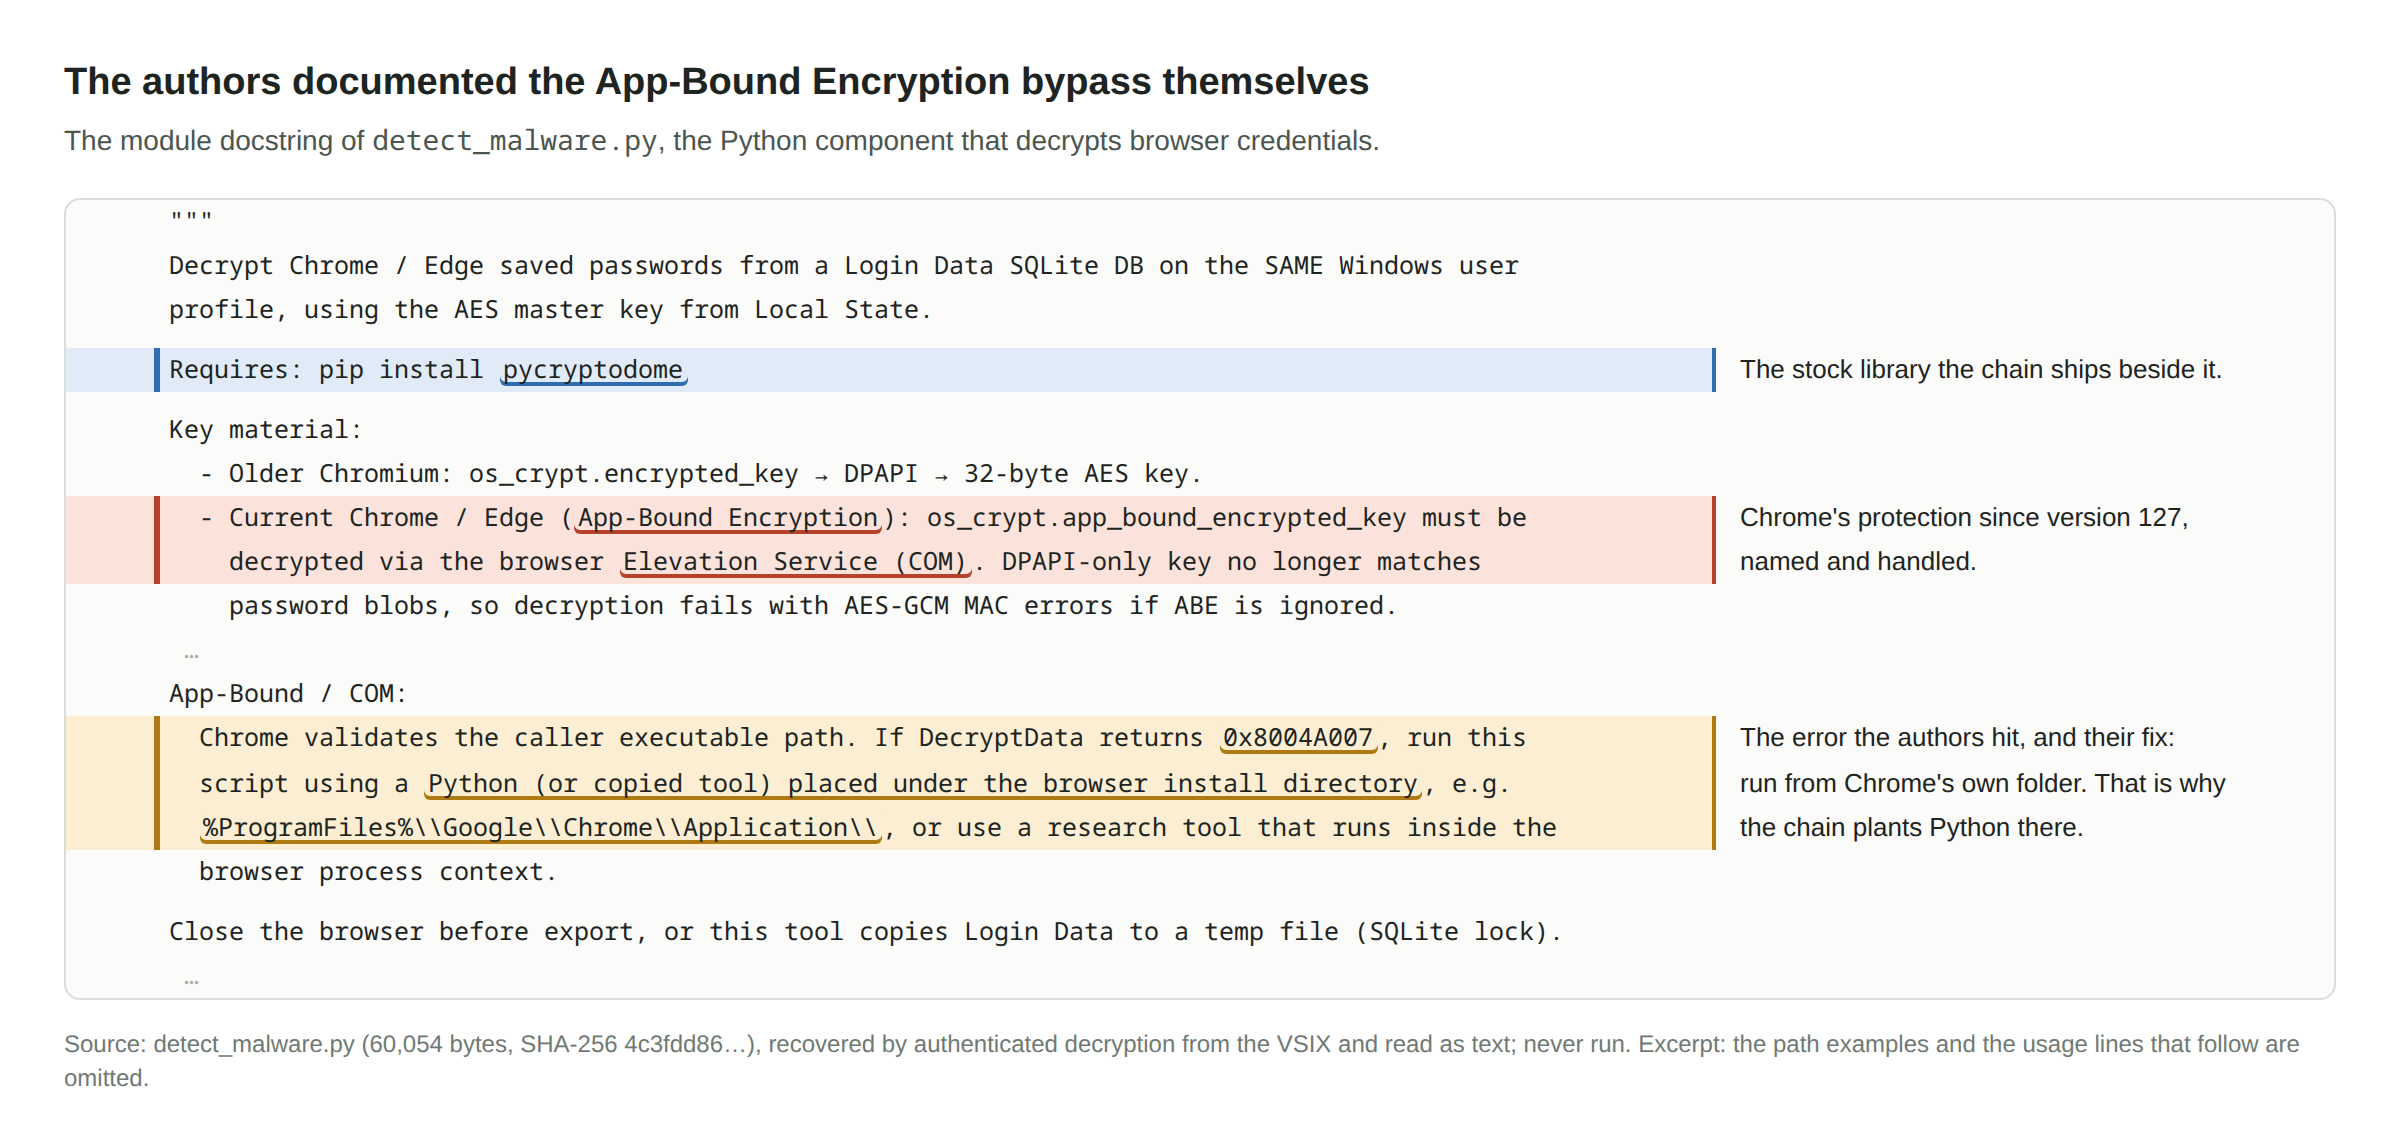 The authors documented the App-Bound Encryption bypass themselves
The module docstring of detect_malware.py, the Python component that decrypts browser credentials.
"""
Decrypt Chrome / Edge saved passwords from a Login Data SQLite DB on the SAME Windows user
profile, using the AES master key from Local State.
Requires: pip install pycryptodome
The stock library the chain ships beside it.
Key material:
- Older Chromium: os_crypt.encrypted_key → DPAPI → 32-byte AES key.
- Current Chrome / Edge (App-Bound Encryption): os_crypt.app_bound_encrypted_key must be
Chrome's protection since version 127,
decrypted via the browser Elevation Service (COM). DPAPI-only key no longer matches
named and handled.
password blobs, so decryption fails with AES-GCM MAC errors if ABE is ignored.
…
App-Bound / COM:
Chrome validates the caller executable path. If DecryptData returns 0x8004A007, run this
The error the authors hit, and their fix:
script using a Python (or copied tool) placed under the browser install directory, e.g.
run from Chrome's own folder. That is why
%ProgramFiles%\\Google\\Chrome\\Application\\, or use a research tool that runs inside the
the chain plants Python there.
browser process context.
Close the browser before export, or this tool copies Login Data to a temp file (SQLite lock).
…
Source: detect_malware.py (60,054 bytes, SHA-256 4c3fdd86…), recovered by authenticated decryption from the VSIX and read as text; never run. Excerpt: the path examples and the usage lines that follow are
omitted.